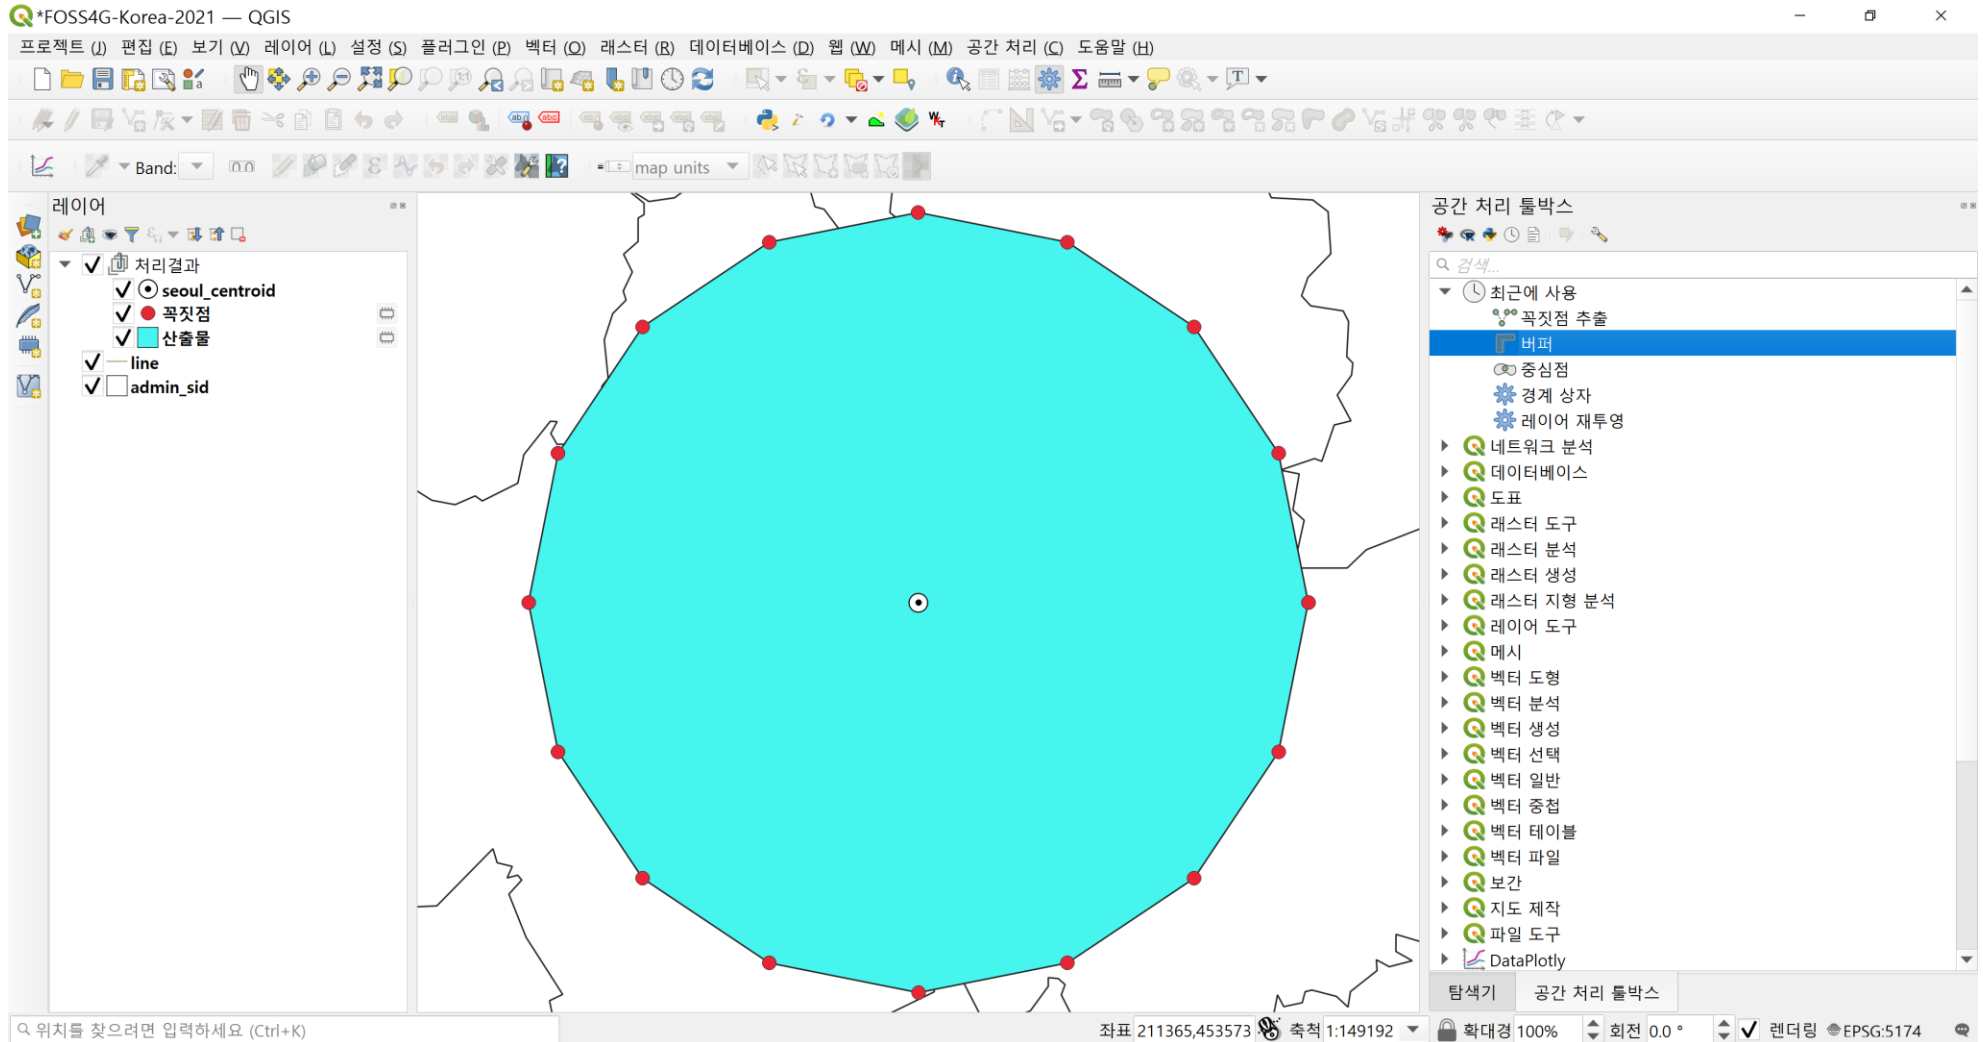 *FOSS4G-Korea-2021 — QGIS
프로젝트 (J) 편집 (E) 보기 (V) 레이어 (L) 설정 (S) 플러그인 (P) 벡터 (O) 래스터 (R) 데이터베이스 (D) 웹 (W) 메시 (M) 공간 처리 (C) 도움말 (H)
Band:
map units
레이어
처리결과
seoul_centroid
꼭짓점
산출물
line
admin_sid
공간 처리 툴박스
검색...
최근에 사용
꼭짓점 추출
버퍼
중심점
경계 상자
레이어 재투영
네트워크 분석
데이터베이스
도표
래스터 도구
래스터 분석
래스터 생성
래스터 지형 분석
레이어 도구
메시
벡터 도형
벡터 분석
벡터 생성
벡터 선택
벡터 일반
벡터 중첩
벡터 테이블
벡터 파일
보간
지도 제작
파일 도구
DataPlotly
탐색기 공간 처리 툴박스
위치를 찾으려면 입력하세요 (Ctrl+K)
좌표 211365,453573 축척 1:149192 확대경 100% 회전 0.0 ° 렌더링 EPSG:5174